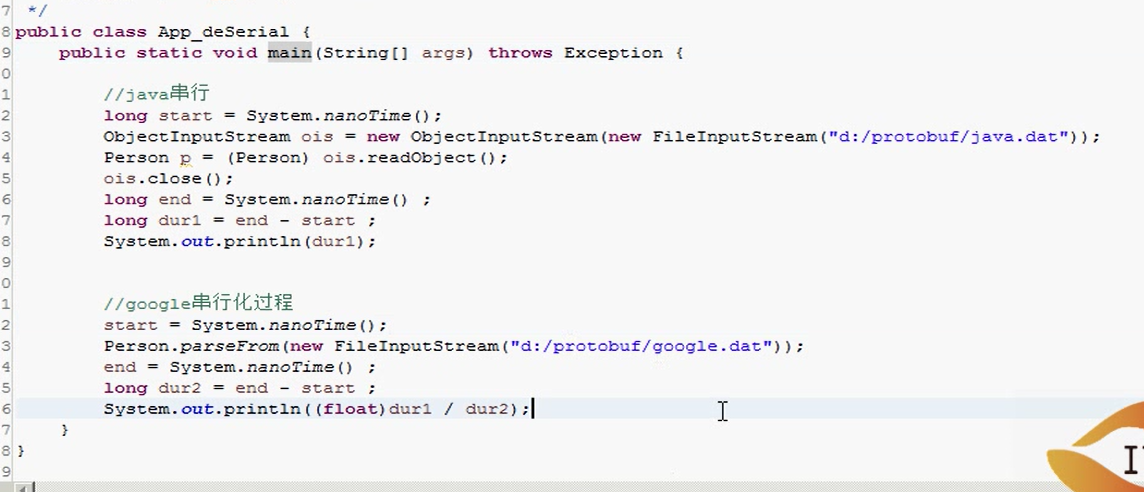 7 */
8 public class App_deSerial {
9 public static void main(String[] args) throws Exception {
0
1 //java串行
2 long start = System.nanoTime();
3 ObjectInputStream ois = new ObjectInputStream(new FileInputStream("d:/protobuf/java.dat"));
4 Person p = (Person) ois.readObject();
5 ois.close();
6 long end = System.nanoTime() ;
7 long dur1 = end - start ;
8 System.out.println(dur1);
9
0
1 //google串行化过程
2 start = System.nanoTime();
3 Person.parseFrom(new FileInputStream("d:/protobuf/google.dat"));
4 end = System.nanoTime() ;
5 long dur2 = end - start ;
6 System.out.println((float)dur1 / dur2);
7 }
8 }
9